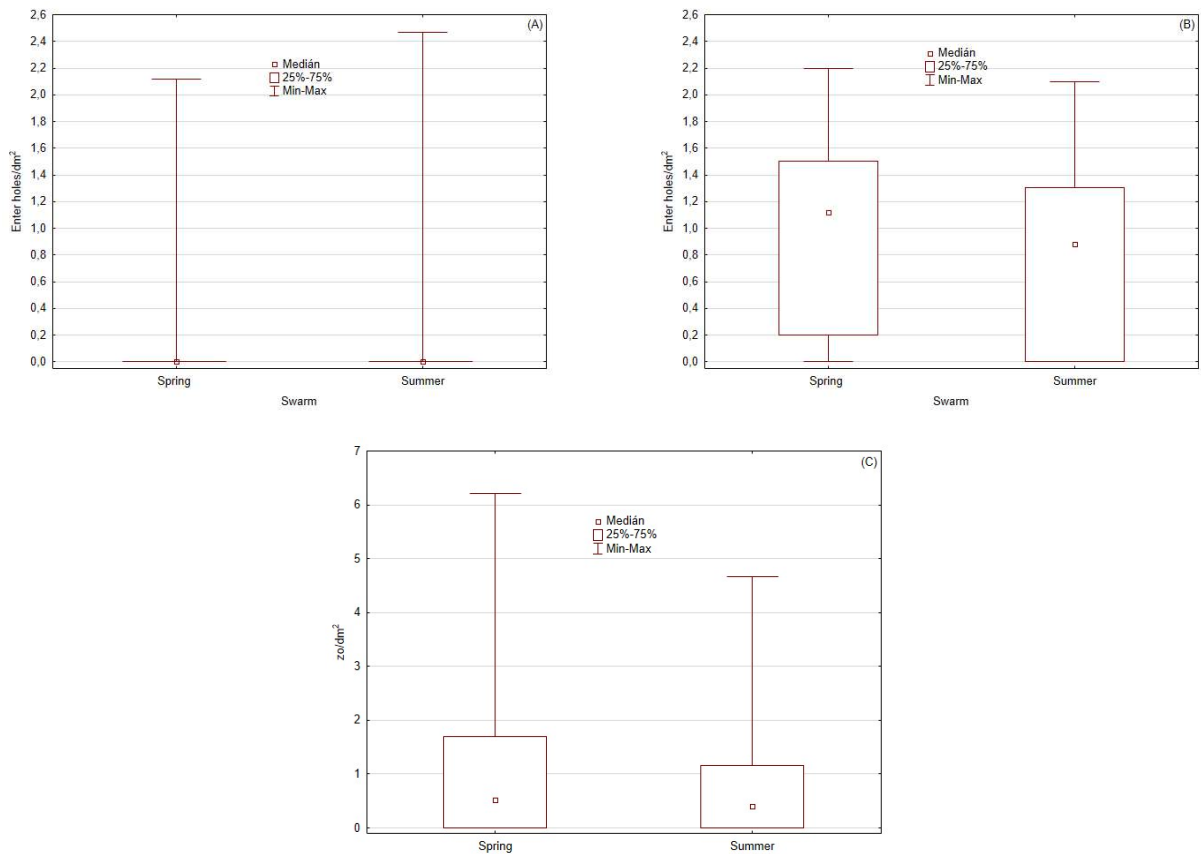 (A)
2,6
2,4
2,2
2,0
1,8
1,6
1,4
1,2
1,0
0,8
0,6
0,4
0,2
0,0
Enter holes/dm²
Medián
25%-75%
Min-Max
Spring
Summer
Swarm
(B)
2,6
2,4
2,2
2,0
1,8
1,6
1,4
1,2
1,0
0,8
0,6
0,4
0,2
0,0
Enter holes/dm²
Medián
25%-75%
Min-Max
Spring
Summer
Swarm
(C)
7
6
5
4
3
2
1
0
zo/dm²
Medián
25%-75%
Min-Max
Spring
Summer